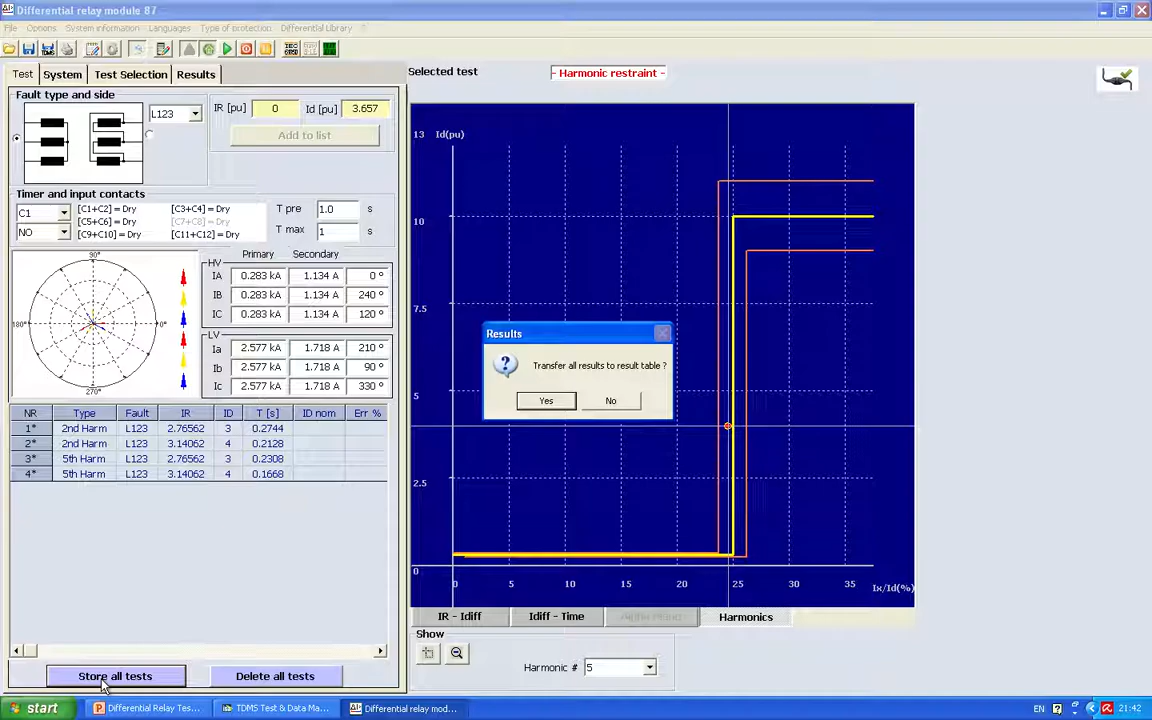 Differential relay module 87
File Options System information Languages Type of protection Differential Library
Test System Test Selection Results
Fault type and side
L123
IR [pu] 0 Id [pu] 3.657
Add to list
Timer and input contacts
C1
NO
[C1+C2] = Dry [C3+C4] = Dry
[C5+C6] = Dry [C7+C8] = Dry
[C9+C10] = Dry [C11+C12] = Dry
T pre 1.0 s
T max 1 s
90°
180°
0°
270°
Primary Secondary
HV
IA 0.283 kA 1.134 A 0 º
IB 0.283 kA 1.134 A 240 º
IC 0.283 kA 1.134 A 120 º
LV
Ia 2.577 kA 1.718 A 210 º
Ib 2.577 kA 1.718 A 90 º
Ic 2.577 kA 1.718 A 330 º
NR Type Fault IR ID T [s] ID nom Err %
1* 2nd Harm L123 2.76562 3 0.2744
2* 2nd Harm L123 3.14062 4 0.2128
3* 5th Harm L123 2.76562 3 0.2308
4* 5th Harm L123 3.14062 4 0.1668
Store all tests Delete all tests
Selected test
- Harmonic restraint -
13 Id(pu)
10
7.5
5
2.5
0
0 5 10 15 20 25 30 35 Ix/Id(%)
Results
Transfer all results to result table ?
Yes No
IR - Idiff Idiff - Time Harmonics
Show
Harmonic # 5
start Differential Relay Tes... TDMS Test & Data Ma... Differential relay mod... EN 21:42